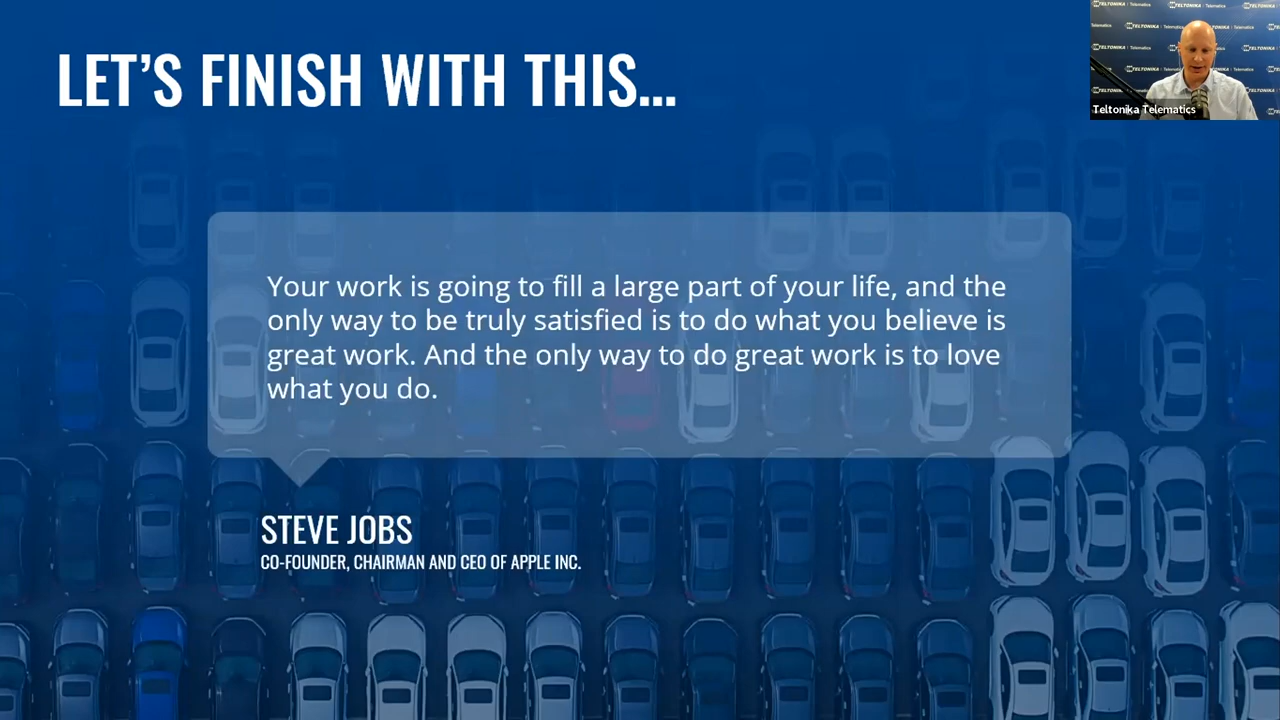 LET'S FINISH WITH THIS...
TELTONIKA | Telematics
Teltonika Telematics
Your work is going to fill a large part of your life, and the
only way to be truly satisfied is to do what you believe is
great work. And the only way to do great work is to love
what you do.
STEVE JOBS
CO-FOUNDER, CHAIRMAN AND CEO OF APPLE INC.